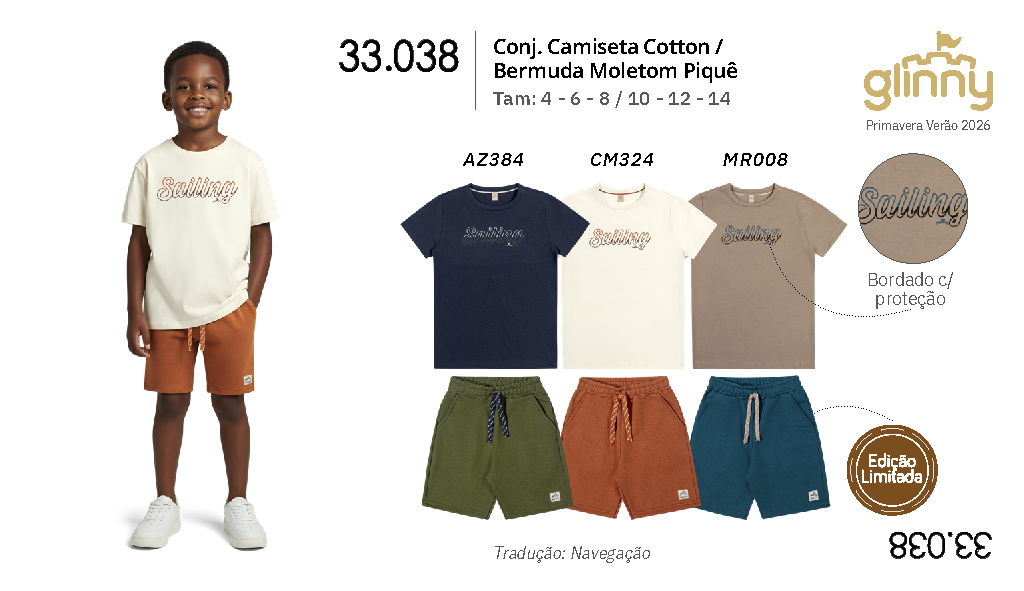 33.038
Conj. Camiseta Cotton /
Bermuda Moletom Piquê
Tam: 4 - 6 - 8 / 10 - 12 - 14
glinny
Primavera Verão 2026
AZ384
CM324
MR008
Sailing
Sailing
Sailing
Sailing
Sailing
Bordado c/
proteção
Edição
Limitada
Tradução: Navegação
33.038